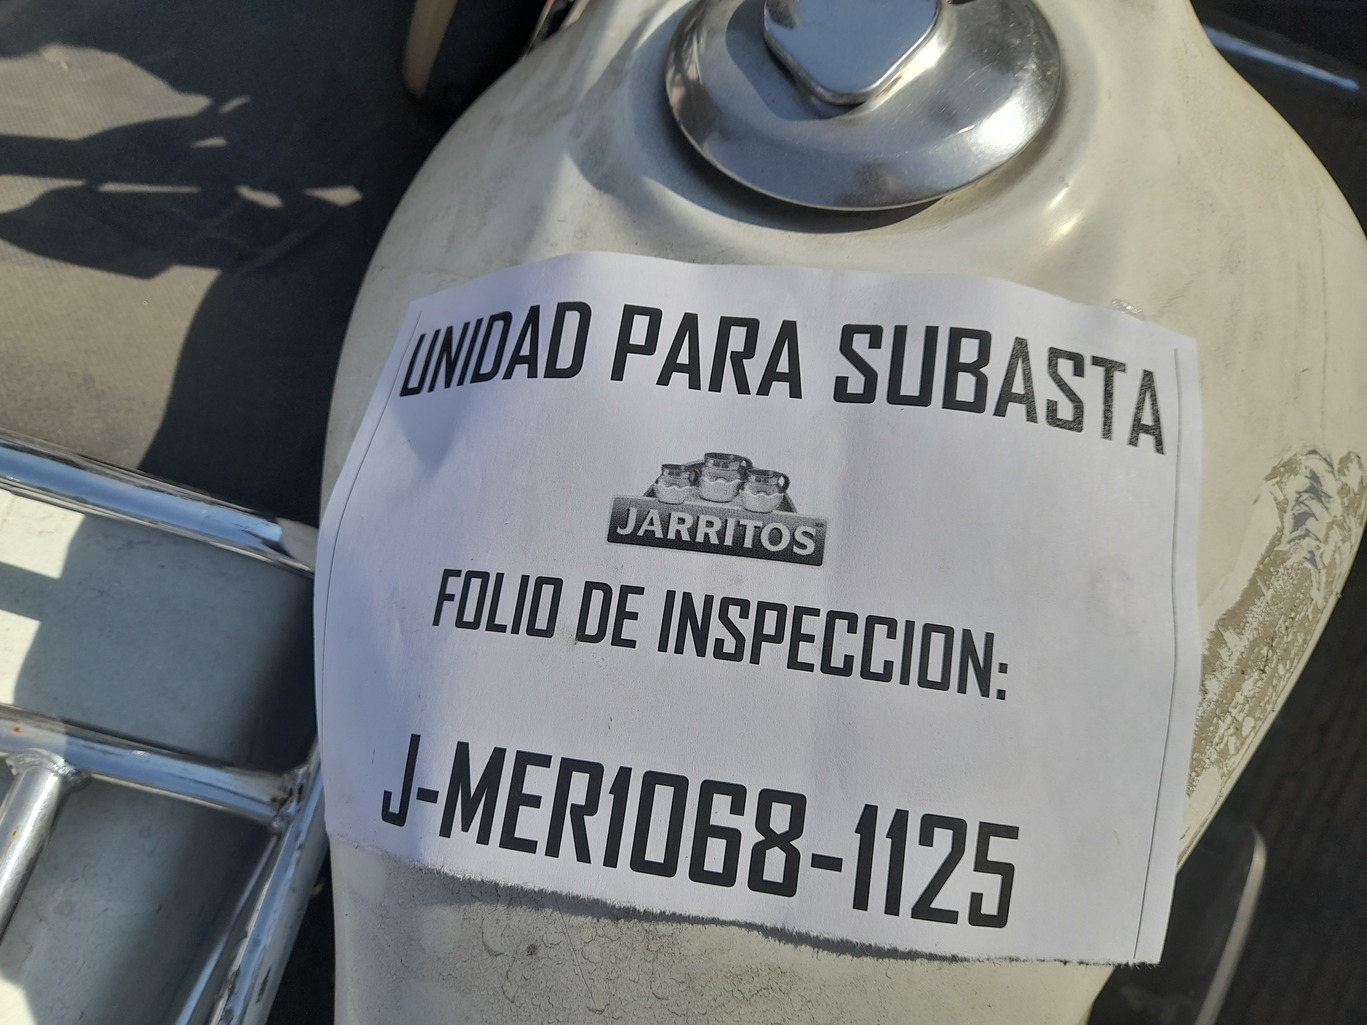 UNIDAD PARA SUBASTA
JARRITOS
FOLIO DE INSPECCION:
J-MER1068-1125